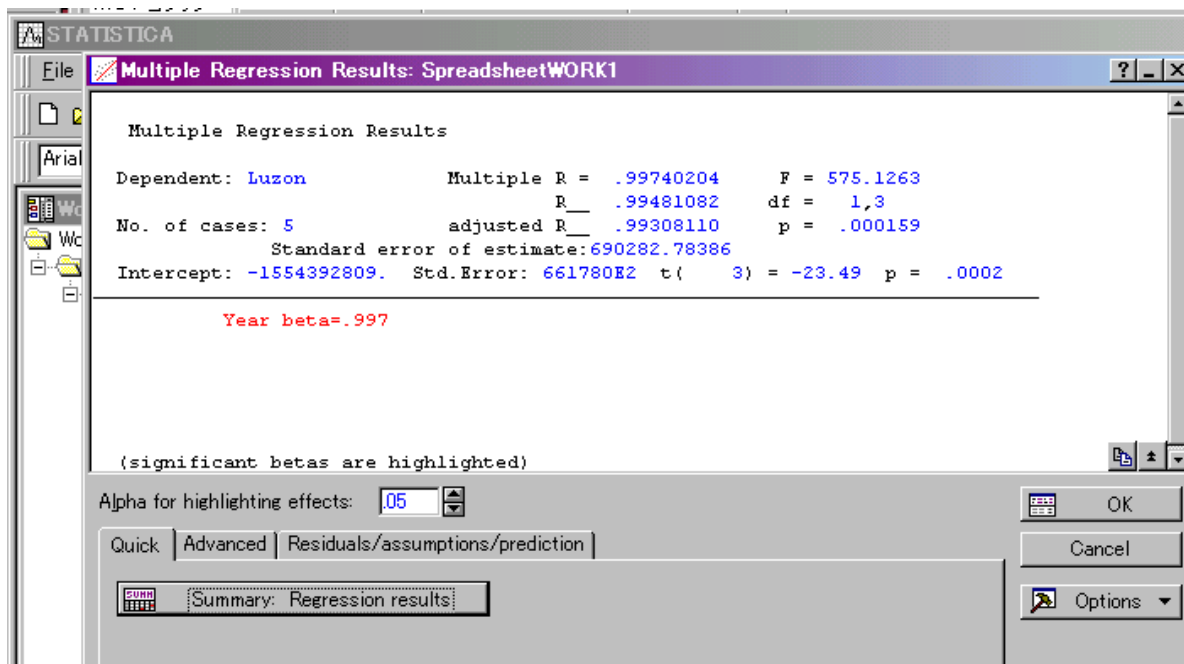 STATISTICA
File
Multiple Regression Results: SpreadsheetWORK1
Arial
Wo
Multiple Regression Results
Dependent: Luzon Multiple R = .99740204 F = 575.1263
R__ .99481082 df = 1,3
No. of cases: 5 adjusted R__ .99308110 p = .000159
Standard error of estimate:690282.78386
Intercept: -1554392809. Std.Error: 661780E2 t( 3) = -23.49 p = .0002
Year beta=.997
(significant betas are highlighted)
Alpha for highlighting effects: .05
OK
Quick Advanced Residuals/assumptions/prediction
Cancel
SUMM Summary: Regression results
Options